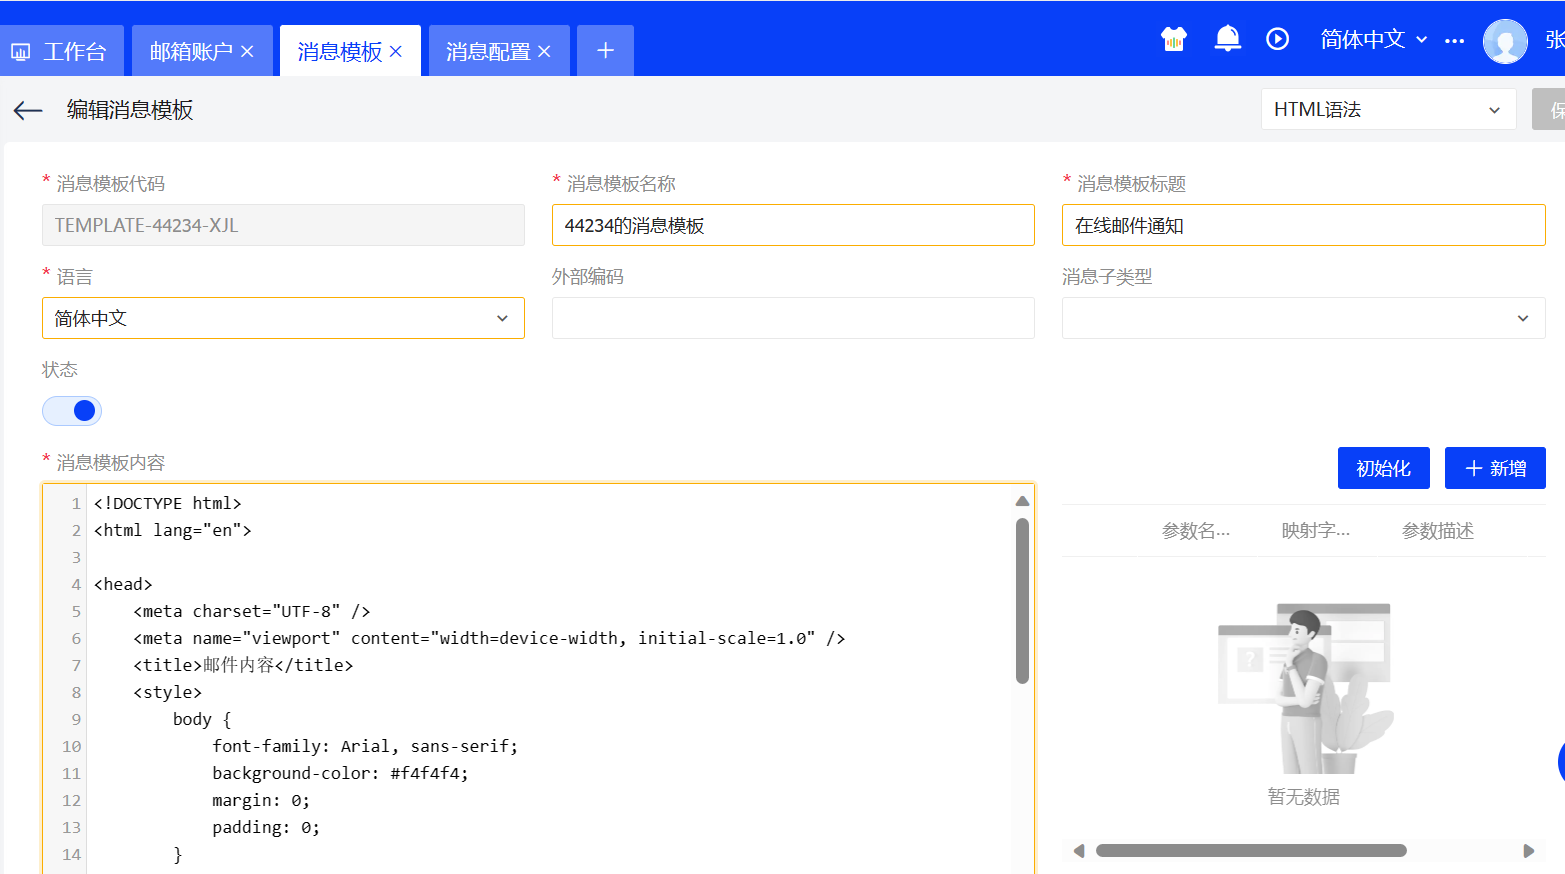 工作台 邮箱账户 消息模板 消息配置 简体中文 张
编辑消息模板 HTML语法 保
* 消息模板代码 * 消息模板名称 * 消息模板标题
TEMPLATE-44234-XJL 44234的消息模板 在线邮件通知
* 语言 外部编码 消息子类型
简体中文
状态
* 消息模板内容 初始化 + 新增
参数名... 映射字... 参数描述
1 <!DOCTYPE html>
2 <html lang="en">
3
4 <head>
5     <meta charset="UTF-8" />
6     <meta name="viewport" content="width=device-width, initial-scale=1.0" />
7     <title>邮件内容</title>
8     <style>
9         body {
10             font-family: Arial, sans-serif;
11             background-color: #f4f4f4;
12             margin: 0;
13             padding: 0;
14         }
?
暂无数据